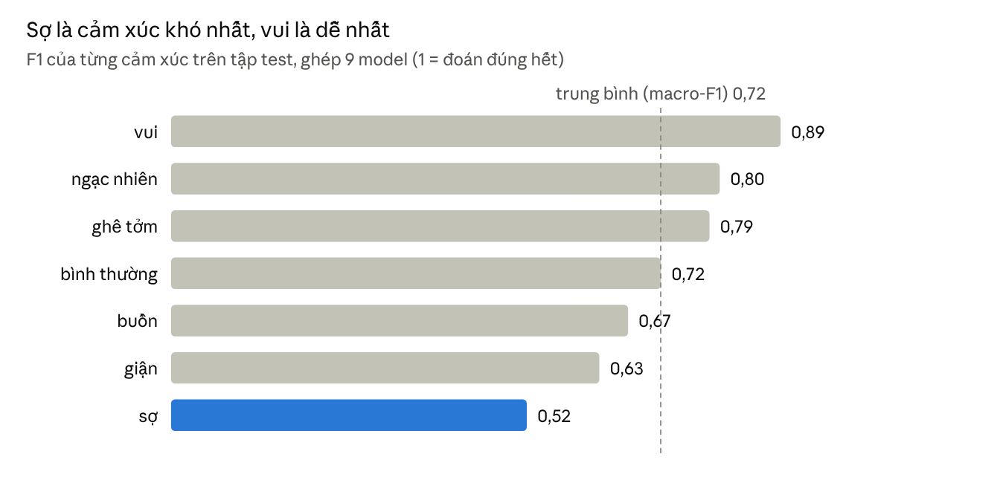 Sợ là cảm xúc khó nhất, vui là dễ nhất
F1 của từng cảm xúc trên tập test, ghép 9 model (1 = đoán đúng hết)
trung bình (macro-F1) 0,72
vui 0,89
ngạc nhiên 0,80
ghê tởm 0,79
bình thường 0,72
buồn 0,67
giận 0,63
sợ 0,52